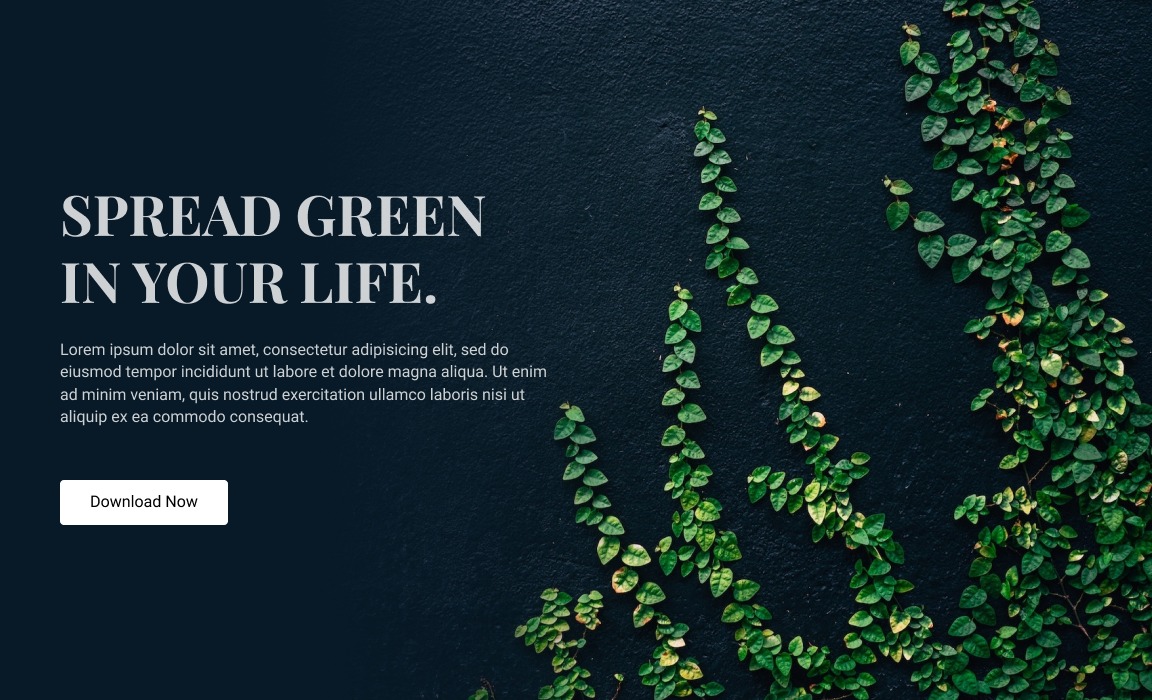 SPREAD GREEN
IN YOUR LIFE.
Lorem ipsum dolor sit amet, consectetur adipisicing elit, sed do
eiusmod tempor incididunt ut labore et dolore magna aliqua. Ut enim
ad minim veniam, quis nostrud exercitation ullamco laboris nisi ut
aliquip ex ea commodo consequat.
Download Now